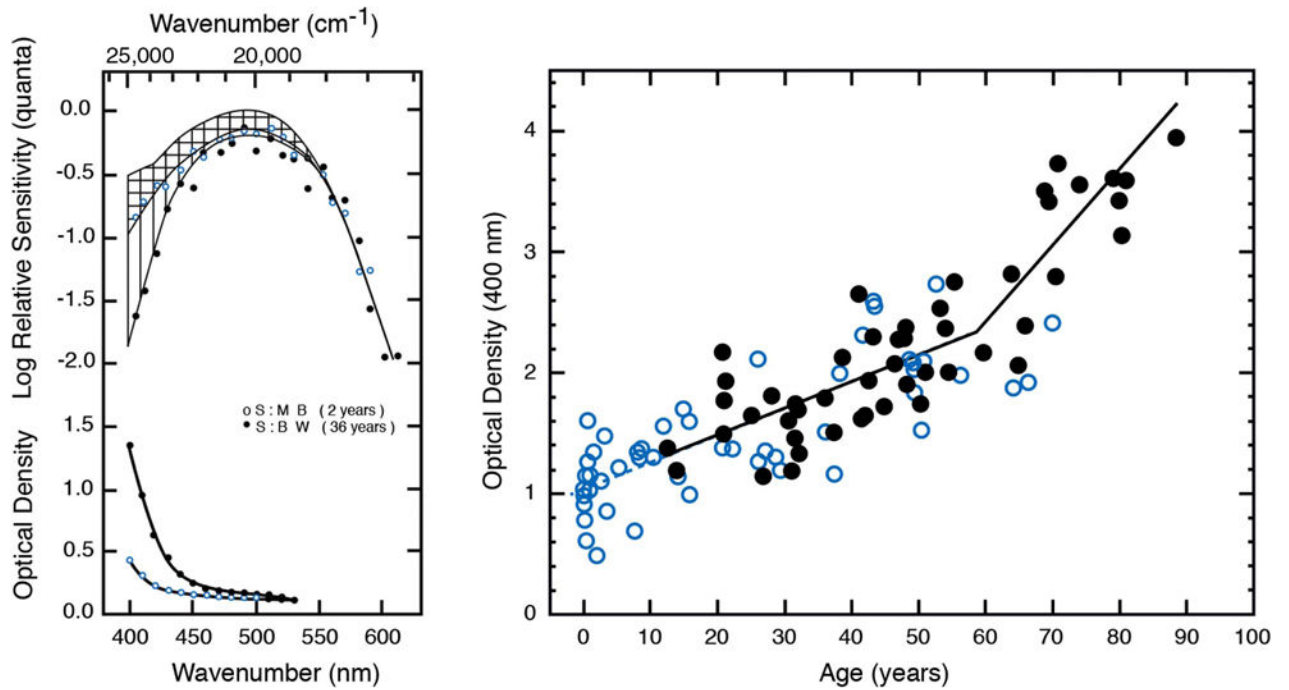 Wavenumber (cm-1)
25,000 20,000
Log Relative Sensitivity (quanta)
0.0
-0.5
-1.0
-1.5
-2.0
o S : M B ( 2 years )
• S : B W ( 36 years )
Optical Density
1.5
1.0
0.5
0.0
400 450 500 550 600
Wavenumber (nm)
Optical Density (400 nm)
4
3
2
1
0
0 10 20 30 40 50 60 70 80 90 100
Age (years)